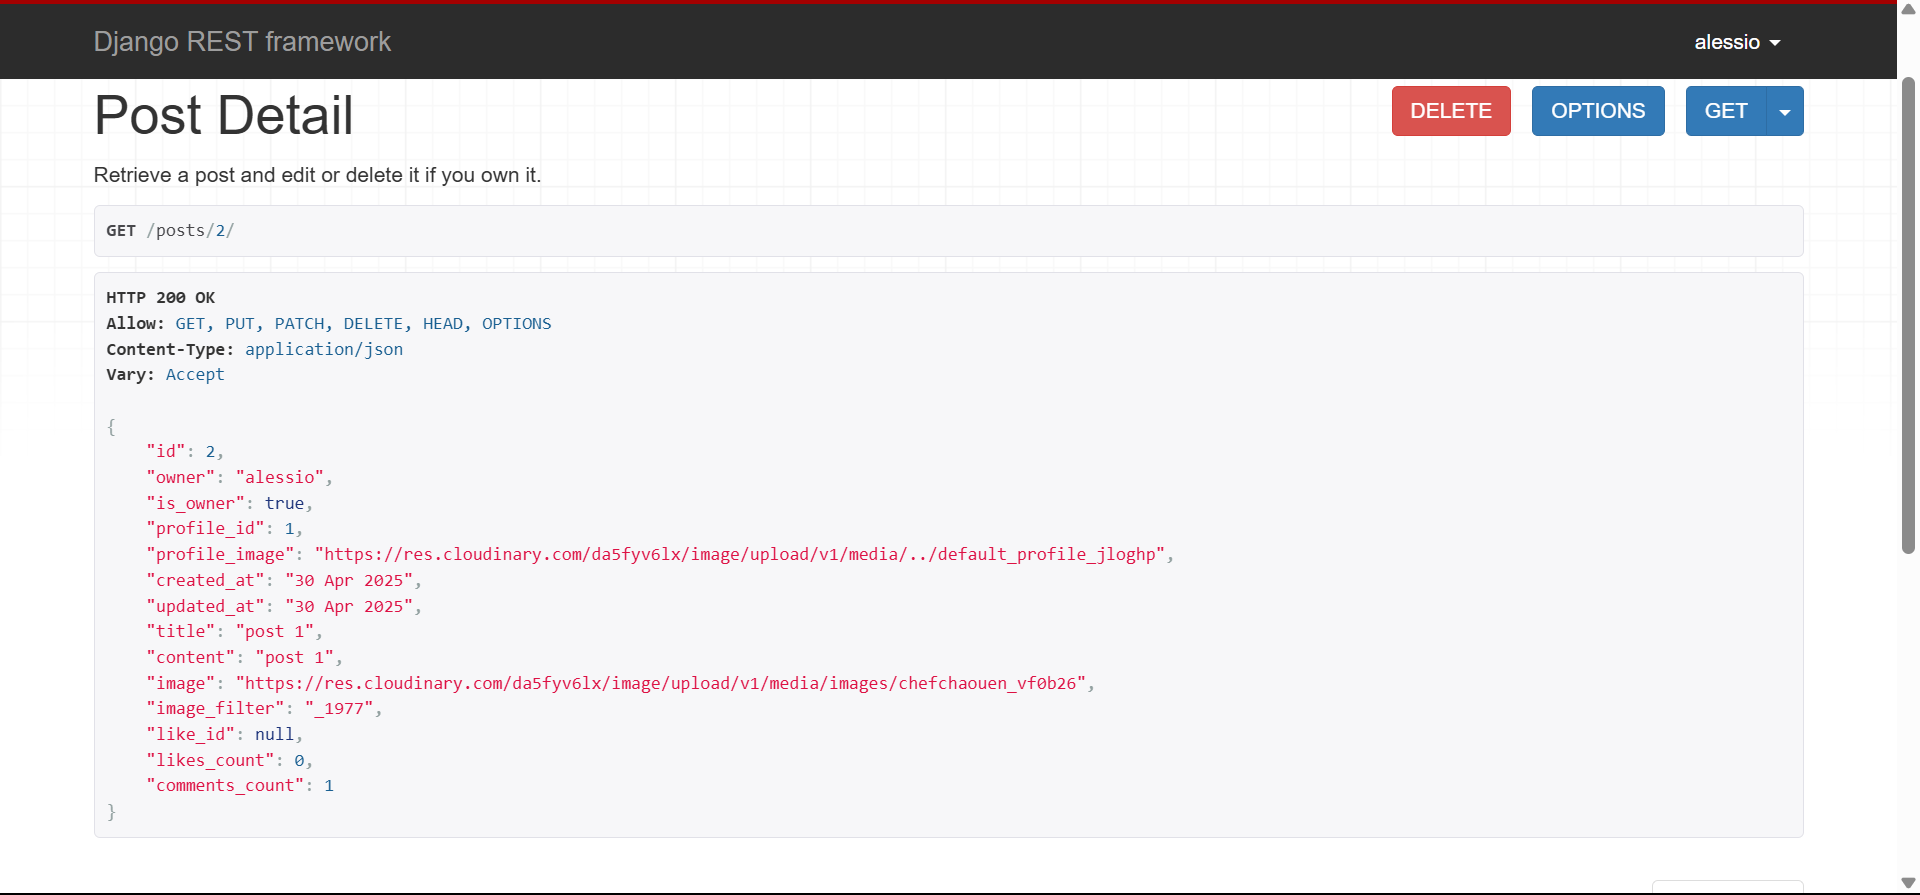 Django REST framework
alessio
Post Detail
DELETE
OPTIONS
GET
Retrieve a post and edit or delete it if you own it.
GET /posts/2/
HTTP 200 OK
Allow: GET, PUT, PATCH, DELETE, HEAD, OPTIONS
Content-Type: application/json
Vary: Accept
{
    "id": 2,
    "owner": "alessio",
    "is_owner": true,
    "profile_id": 1,
    "profile_image": "https://res.cloudinary.com/da5fyv6lx/image/upload/v1/media/../default_profile_jloghp",
    "created_at": "30 Apr 2025",
    "updated_at": "30 Apr 2025",
    "title": "post 1",
    "content": "post 1",
    "image": "https://res.cloudinary.com/da5fyv6lx/image/upload/v1/media/images/chefchaouen_vf0b26",
    "image_filter": "_1977",
    "like_id": null,
    "likes_count": 0,
    "comments_count": 1
}